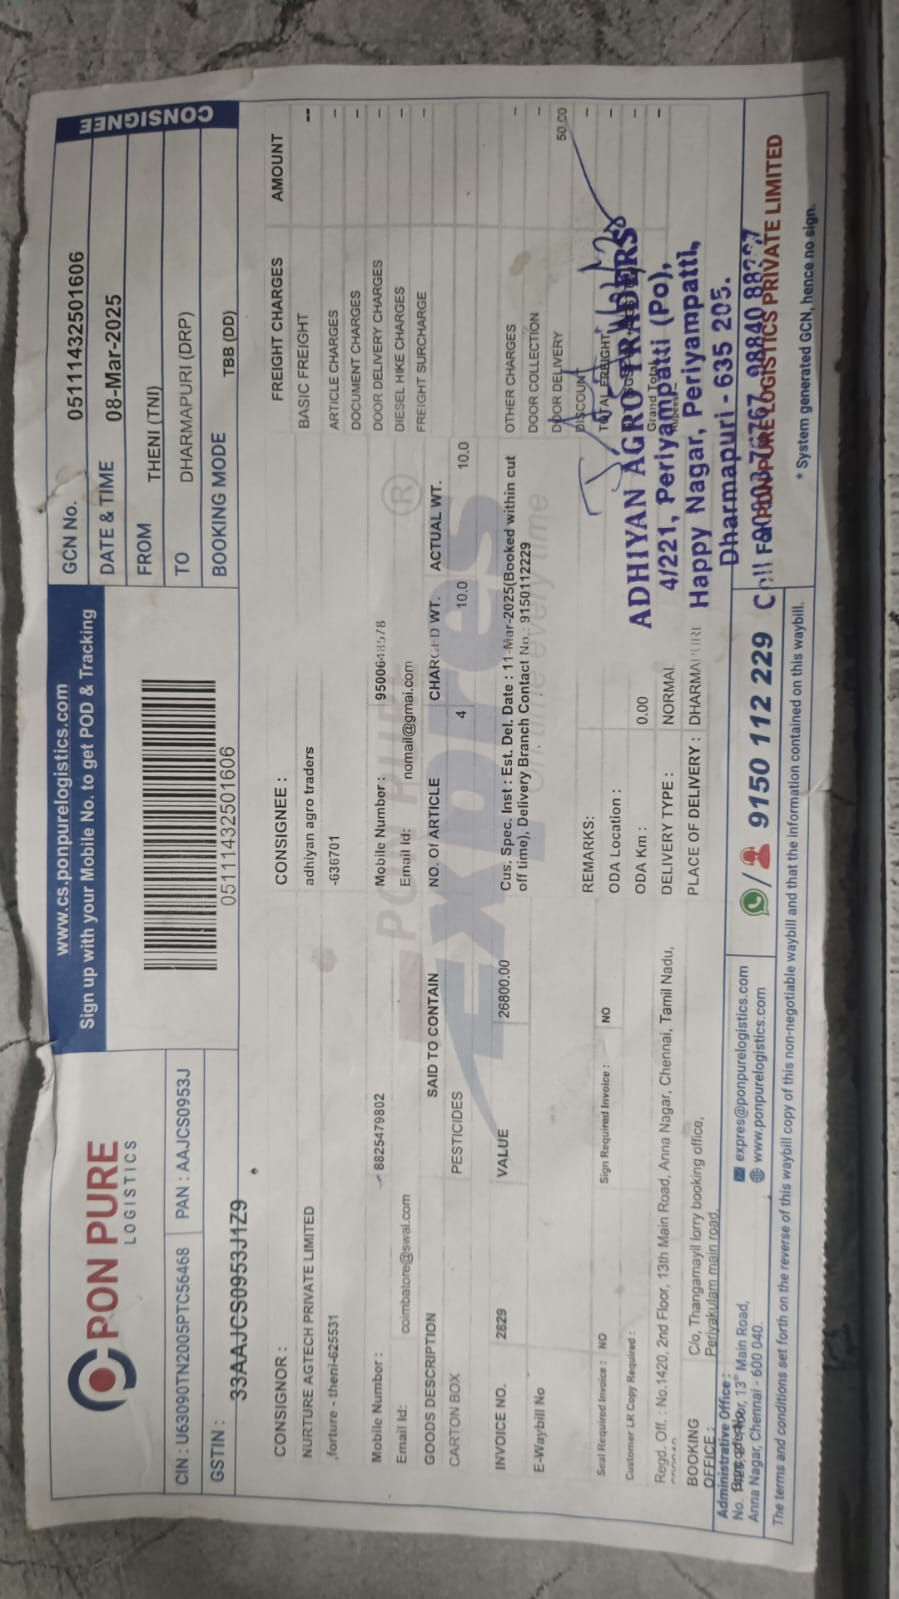 PON PURE
LOGISTICS
www.cs.ponpurelogistics.com
Sign up with your Mobile No. to get POD & Tracking
05111432501606
CONSIGNEE
GCN No. 05111432501606
DATE & TIME 08-Mar-2025
FROM THENI (TNI)
TO DHARMAPURI (DRP)
BOOKING MODE TBB (DD)
CIN : U63090TN2005PTC56468 PAN : AAJCS0953J
GSTIN : 33AAJCS0953J1Z9
CONSIGNOR :
NURTURE AGTECH PRIVATE LIMITED
,forture - theni-625531
Mobile Number : 8825479802
Email Id: coimbatore@swal.com
CONSIGNEE :
adhiyan agro traders
-636701
Mobile Number : 9500648578
Email Id: nomail@gmai.com
FREIGHT CHARGES AMOUNT
BASIC FREIGHT --
ARTICLE CHARGES -
DOCUMENT CHARGES -
DOOR DELIVERY CHARGES -
DIESEL HIKE CHARGES -
FREIGHT SURCHARGE -
OTHER CHARGES -
DOOR COLLECTION -
DOOR DELIVERY 50.00
DISCOUNT -
TOTAL FREIGHT -
Grand Total -
GOODS DESCRIPTION SAID TO CONTAIN NO. Of ARTICLE CHARGED WT. ACTUAL WT.
CARTON BOX PESTICIDES 4 10.0 10.0
INVOICE NO. 2829 VALUE 26800.00
Cus. Spec. Inst : Est. Del. Date : 11-Mar-2025(Booked within cut
off time), Delivery Branch Contact No.: 9150112229
E-Waybill No
PON PURE
Expres ®
on time every time
REMARKS:
Seal Required Invoice : NO Sign Required Invoice : NO
ODA Location :
Customer LR Copy Required :
ODA Km : 0.00
Regd. Off. : No.1420, 2nd Floor, 13th Main Road, Anna Nagar, Chennai, Tamil Nadu,
DELIVERY TYPE : NORMAL
BOOKING OFFICE : C/o, Thangamayil lorry booking office,
Periyakulam main road,
PLACE OF DELIVERY : DHARMAPURI
ADHIYAN AGRO TRADERS
4/221, Periyampatti (Po),
Happy Nagar, Periyampatti,
Dharmapuri - 635 205.
Cell
For PONPURE LOGISTICS PRIVATE LIMITED
* System generated GCN, hence no sign.
Administrative Office :
Anna Nagar, Chennai - 600 040.
expres@ponpurelogistics.com
www.ponpurelogistics.com
9150 112 229
The terms and conditions set forth on the reverse of this waybill copy of this non-negotiable waybill and that the information contained on this waybill.